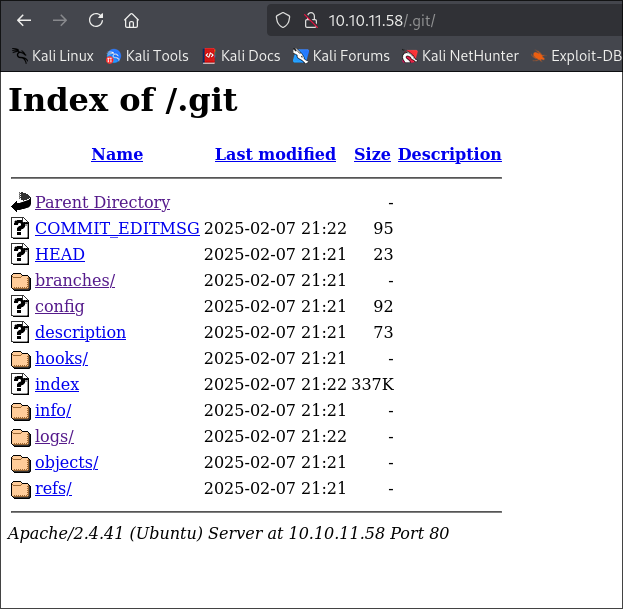 10.10.11.58/.git/
Kali Linux Kali Tools Kali Docs Kali Forums Kali NetHunter Exploit-DB
Index of /.git
Name Last modified Size Description
Parent Directory -
COMMIT_EDITMSG 2025-02-07 21:22 95
HEAD 2025-02-07 21:21 23
branches/ 2025-02-07 21:21 -
config 2025-02-07 21:21 92
description 2025-02-07 21:21 73
hooks/ 2025-02-07 21:21 -
index 2025-02-07 21:22 337K
info/ 2025-02-07 21:21 -
logs/ 2025-02-07 21:22 -
objects/ 2025-02-07 21:21 -
refs/ 2025-02-07 21:21 -
Apache/2.4.41 (Ubuntu) Server at 10.10.11.58 Port 80